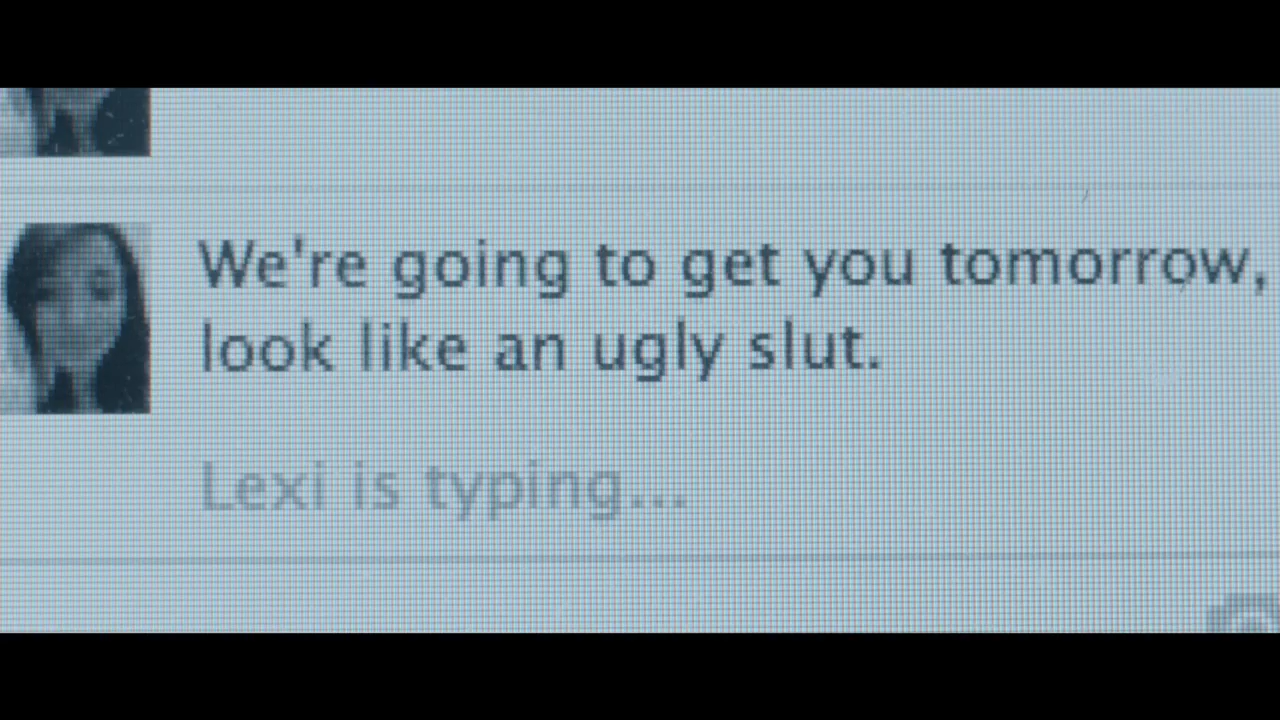 We're going to get you tomorrow,
look like an ugly slut.
Lexi is typing...